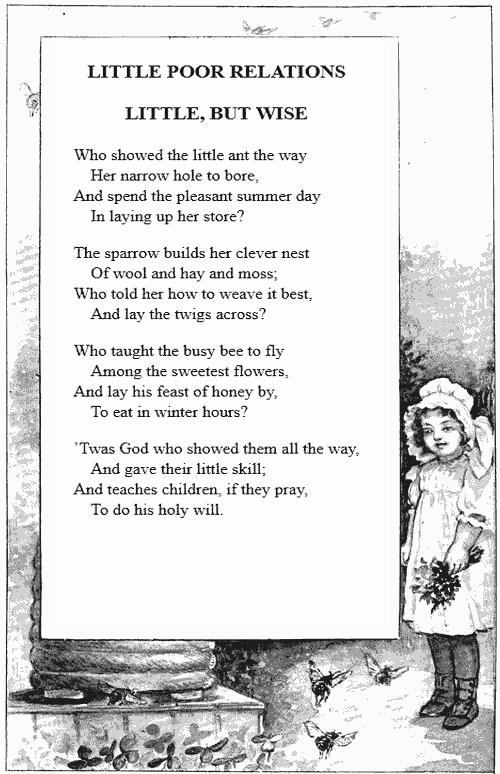 LITTLE POOR RELATIONS
LITTLE, BUT WISE
Who showed the little ant the way
Her narrow hole to bore,
And spend the pleasant summer day
In laying up her store?
The sparrow builds her clever nest
Of wool and hay and moss;
Who told her how to weave it best,
And lay the twigs across?
Who taught the busy bee to fly
Among the sweetest flowers,
And lay his feast of honey by,
To eat in winter hours?
'Twas God who showed them all the way,
And gave their little skill;
And teaches children, if they pray,
To do his holy will.